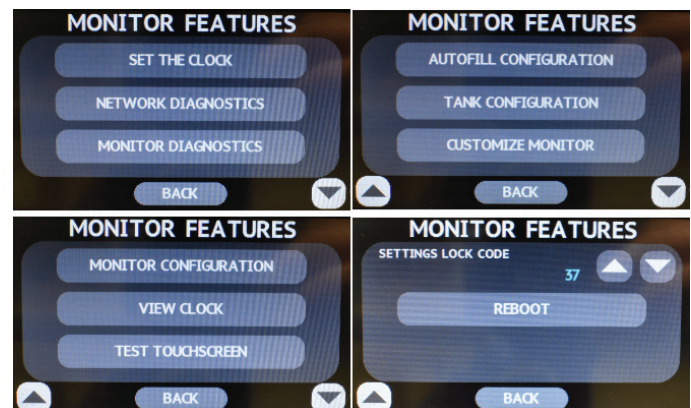 MONITOR FEATURES
SET THE CLOCK
NETWORK DIAGNOSTICS
MONITOR DIAGNOSTICS
BACK
MONITOR FEATURES
AUTOFILL CONFIGURATION
TANK CONFIGURATION
CUSTOMIZE MONITOR
BACK
MONITOR FEATURES
MONITOR CONFIGURATION
VIEW CLOCK
TEST TOUCHSCREEN
BACK
MONITOR FEATURES
SETTINGS LOCK CODE
37
REBOOT
BACK